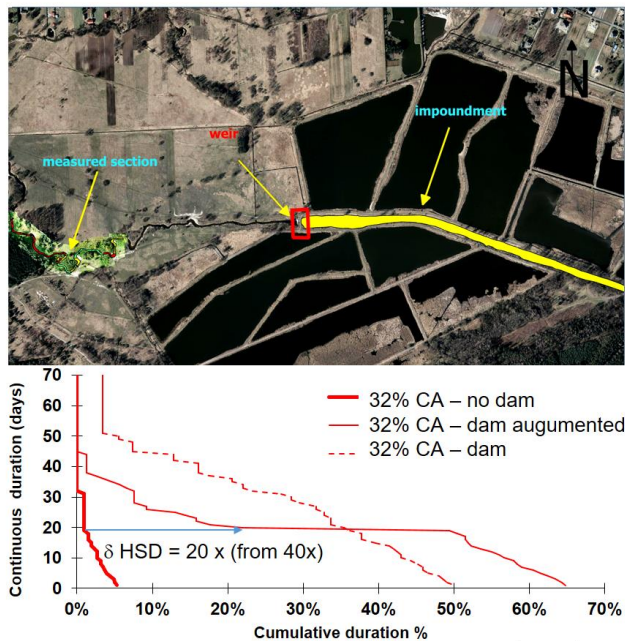 N
impoundment
weir
measured section
70
60
50
40
30
20
10
0
Continuous duration (days)
32% CA – no dam
32% CA – dam augumented
32% CA – dam
δ HSD = 20 x (from 40x)
0% 10% 20% 30% 40% 50% 60% 70%
Cumulative duration %